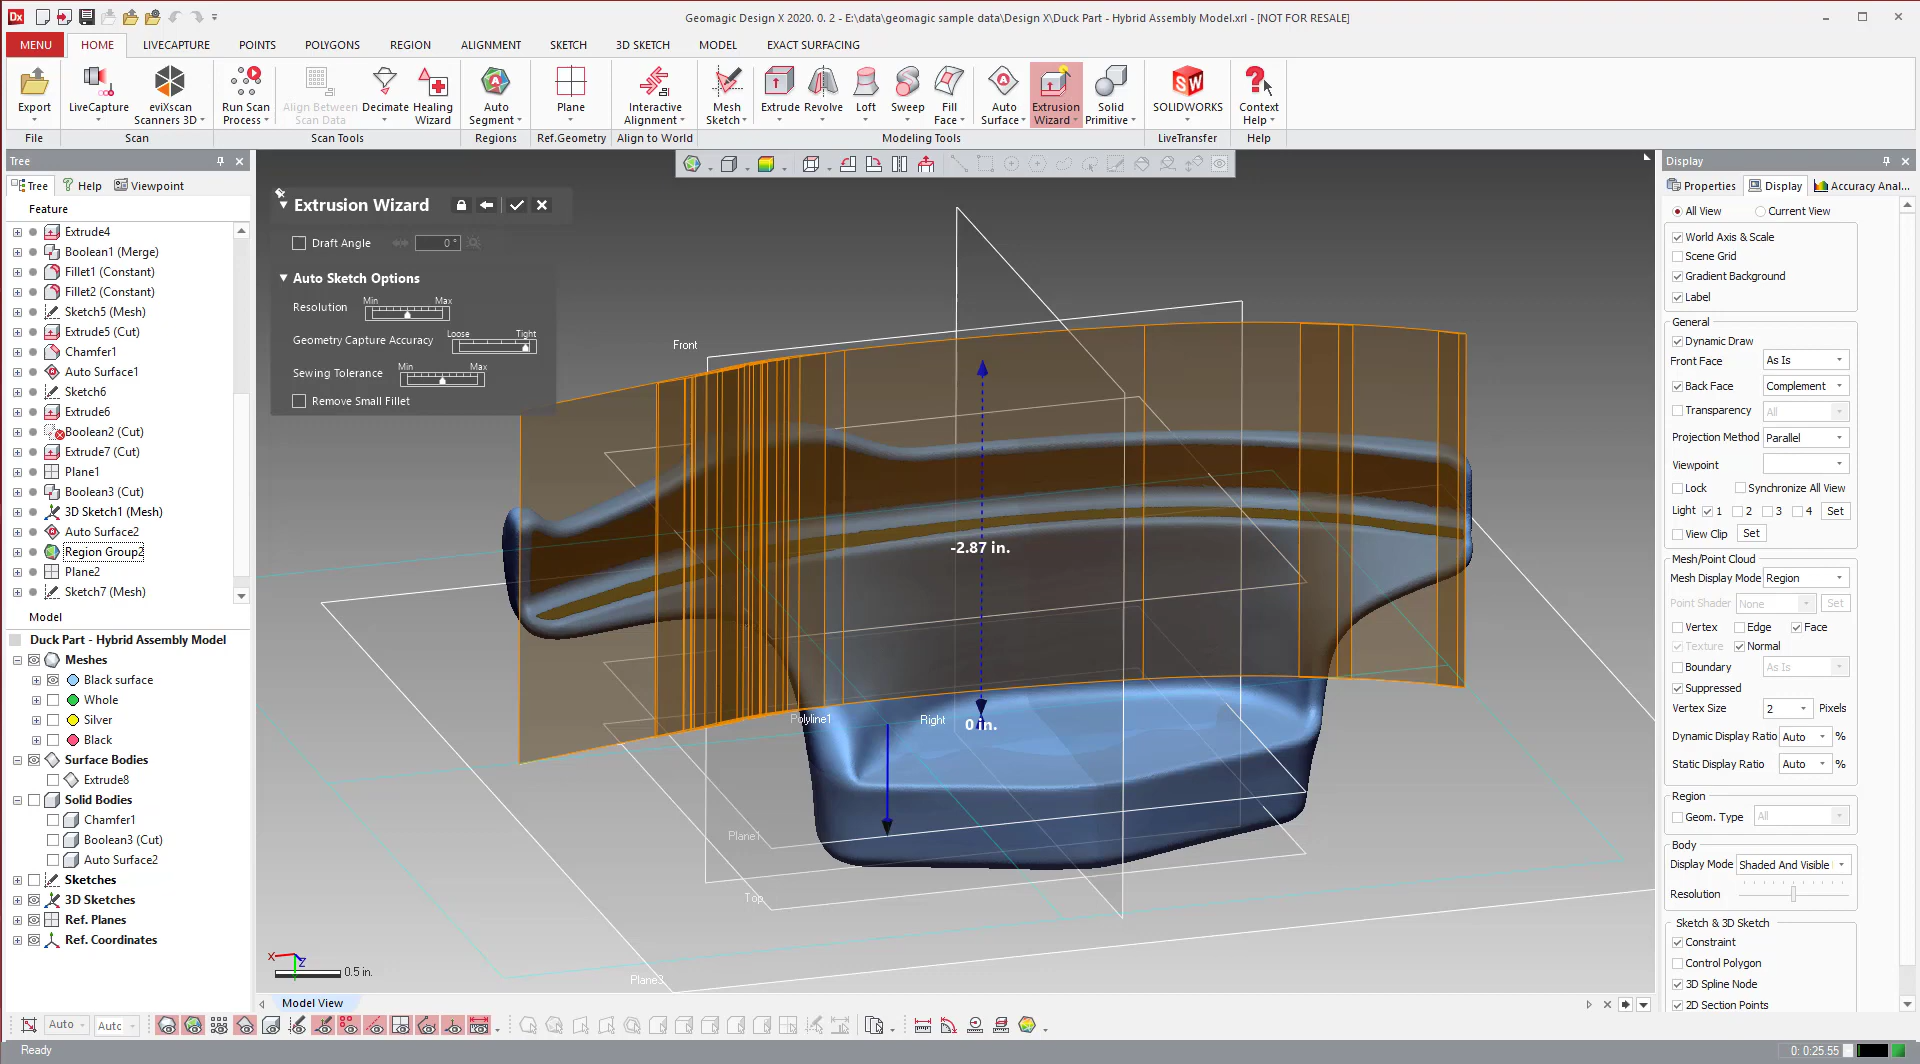 Dx
Geomagic Design X 2020. 0. 2 - E:\data\geomagic sample data\Design X\Duck Part - Hybrid Assembly Model.xrl - [NOT FOR RESALE]
MENU HOME LIVECAPTURE POINTS POLYGONS REGION ALIGNMENT SKETCH 3D SKETCH MODEL EXACT SURFACING
Export LiveCapture eviXscan Scanners 3D Run Scan Process Align Between Scan Data Decimate Healing Wizard Auto Segment Plane Interactive Alignment Mesh Sketch Extrude Revolve Loft Sweep Fill Face Auto Surface Extrusion Wizard Solid Primitive SOLIDWORKS Context Help
File Scan Scan Tools Regions Ref.Geometry Align to World Modeling Tools LiveTransfer Help
Tree
Tree Help Viewpoint
Feature
Extrude4
Boolean1 (Merge)
Fillet1 (Constant)
Fillet2 (Constant)
Sketch5 (Mesh)
Extrude5 (Cut)
Chamfer1
Auto Surface1
Sketch6
Extrude6
Boolean2 (Cut)
Extrude7 (Cut)
Plane1
Boolean3 (Cut)
3D Sketch1 (Mesh)
Auto Surface2
Region Group2
Plane2
Sketch7 (Mesh)
Model
Duck Part - Hybrid Assembly Model
Meshes
Black surface
Whole
Silver
Black
Surface Bodies
Extrude8
Solid Bodies
Chamfer1
Boolean3 (Cut)
Auto Surface2
Sketches
3D Sketches
Ref. Planes
Ref. Coordinates
Extrusion Wizard
Draft Angle 0 °
Auto Sketch Options
Resolution Min Max
Geometry Capture Accuracy Loose Tight
Sewing Tolerance Min Max
Remove Small Fillet
Front
-2.87 in.
Polyline1
Right
0 in.
Plane1
Top
Plane3
X
Z
0.5 in.
Model View
Display
Properties Display Accuracy Anal...
All View Current View
World Axis & Scale
Scene Grid
Gradient Background
Label
General
Dynamic Draw
Front Face As Is
Back Face Complement
Transparency All
Projection Method Parallel
Viewpoint
Lock Synchronize All View
Light 1 2 3 4 Set
View Clip Set
Mesh/Point Cloud
Mesh Display Mode Region
Point Shader None Set
Vertex Edge Face
Texture Normal
Boundary As Is
Suppressed
Vertex Size 2 Pixels
Dynamic Display Ratio Auto %
Static Display Ratio Auto %
Region
Geom. Type All
Body
Display Mode Shaded And Visible
Resolution
Sketch & 3D Sketch
Constraint
Control Polygon
3D Spline Node
2D Section Points
Auto Auto
Ready
0: 0:25.55